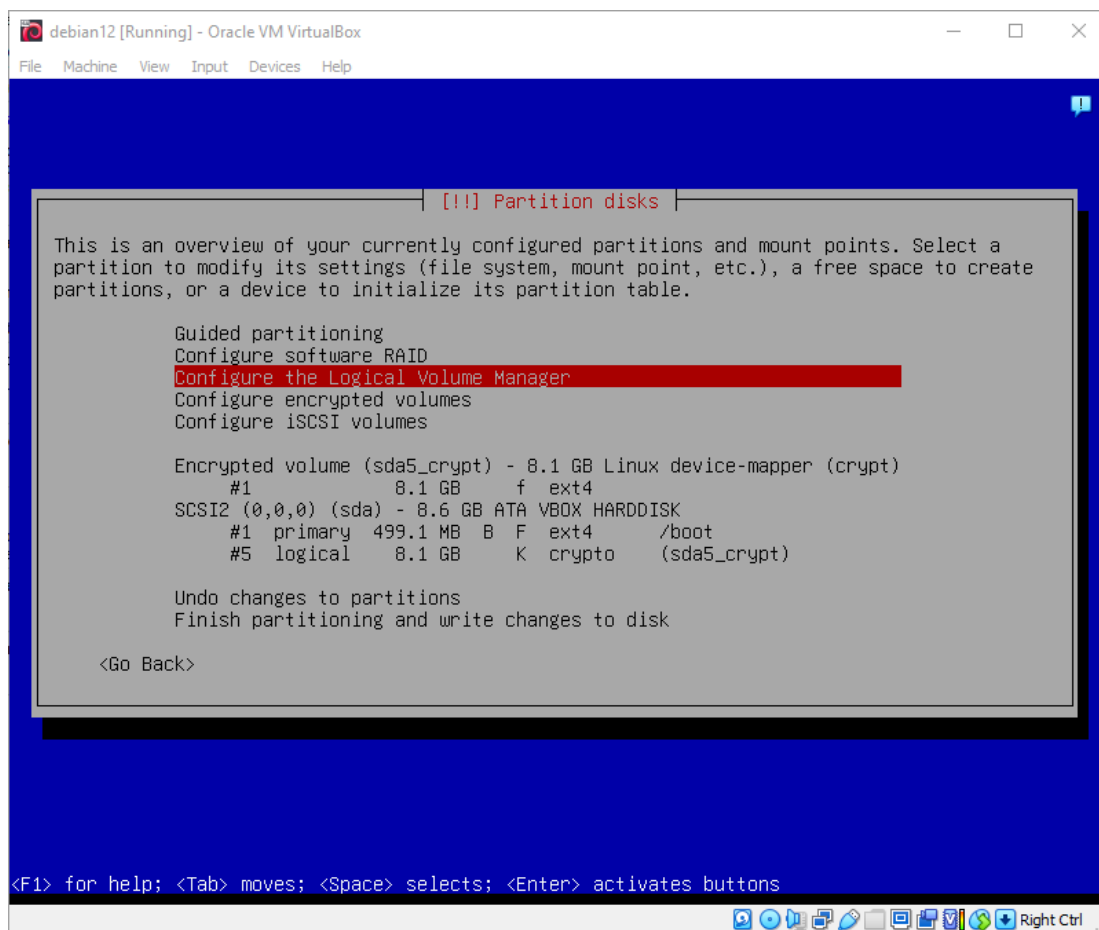 debian12 [Running] - Oracle VM VirtualBox
File Machine View Input Devices Help
[!!] Partition disks
This is an overview of your currently configured partitions and mount points. Select a
partition to modify its settings (file system, mount point, etc.), a free space to create
partitions, or a device to initialize its partition table.
Guided partitioning
Configure software RAID
Configure the Logical Volume Manager
Configure encrypted volumes
Configure iSCSI volumes
Encrypted volume (sda5_crypt) - 8.1 GB Linux device-mapper (crypt)
#1 8.1 GB f ext4
SCSI2 (0,0,0) (sda) - 8.6 GB ATA VBOX HARDDISK
#1 primary 499.1 MB B F ext4 /boot
#5 logical 8.1 GB K crypto (sda5_crypt)
Undo changes to partitions
Finish partitioning and write changes to disk
<Go Back>
<F1> for help; <Tab> moves; <Space> selects; <Enter> activates buttons
Right Ctrl